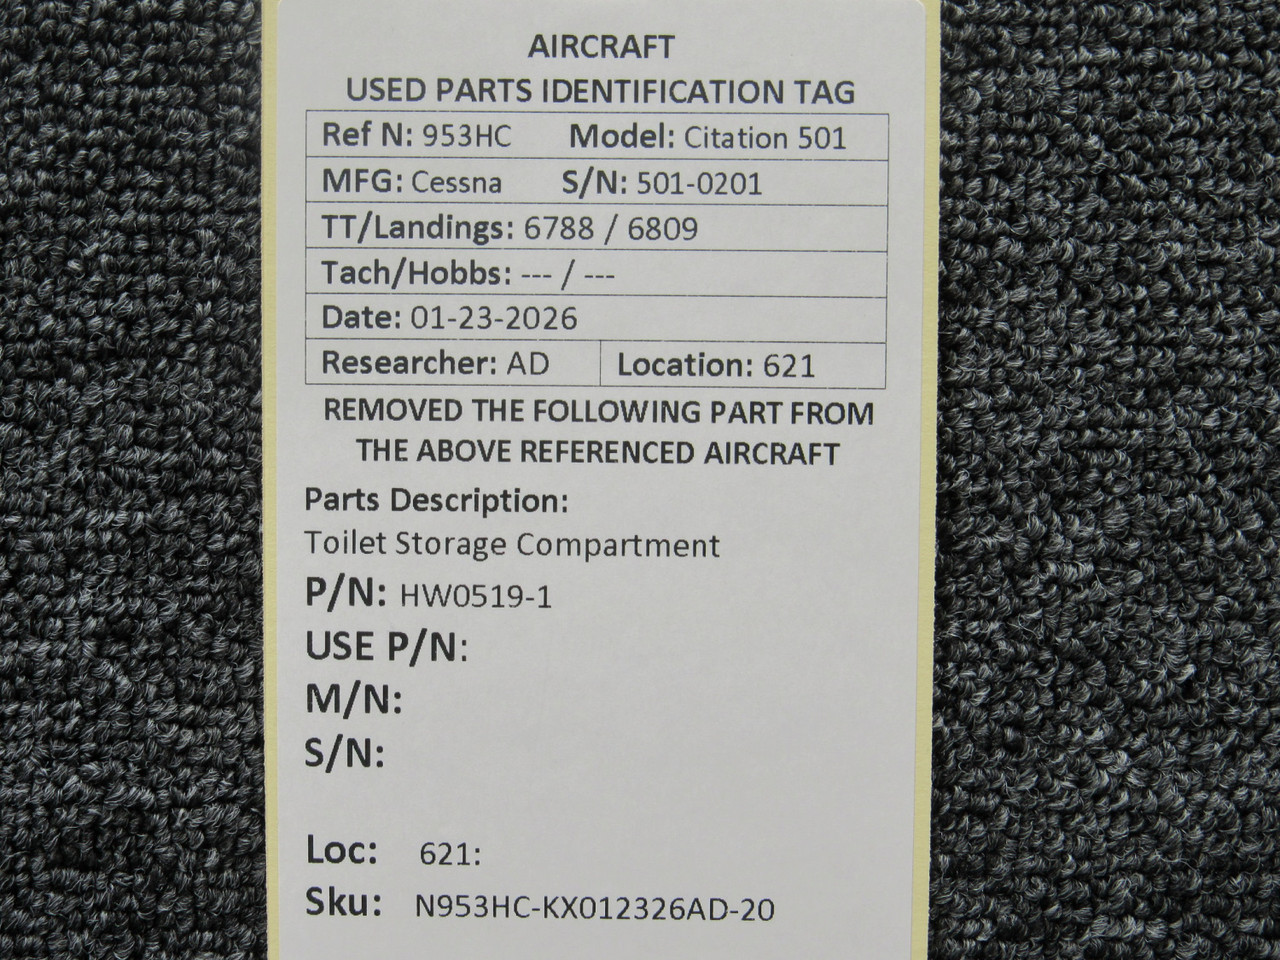 AIRCRAFT
USED PARTS IDENTIFICATION TAG
Ref N: 953HC Model: Citation 501
MFG: Cessna S/N: 501-0201
TT/Landings: 6788 / 6809
Tach/Hobbs: --- / ---
Date: 01-23-2026
Researcher: AD Location: 621
REMOVED THE FOLLOWING PART FROM
THE ABOVE REFERENCED AIRCRAFT
Parts Description:
Toilet Storage Compartment
P/N: HW0519-1
USE P/N:
M/N:
S/N:
Loc: 621:
Sku: N953HC-KX012326AD-20